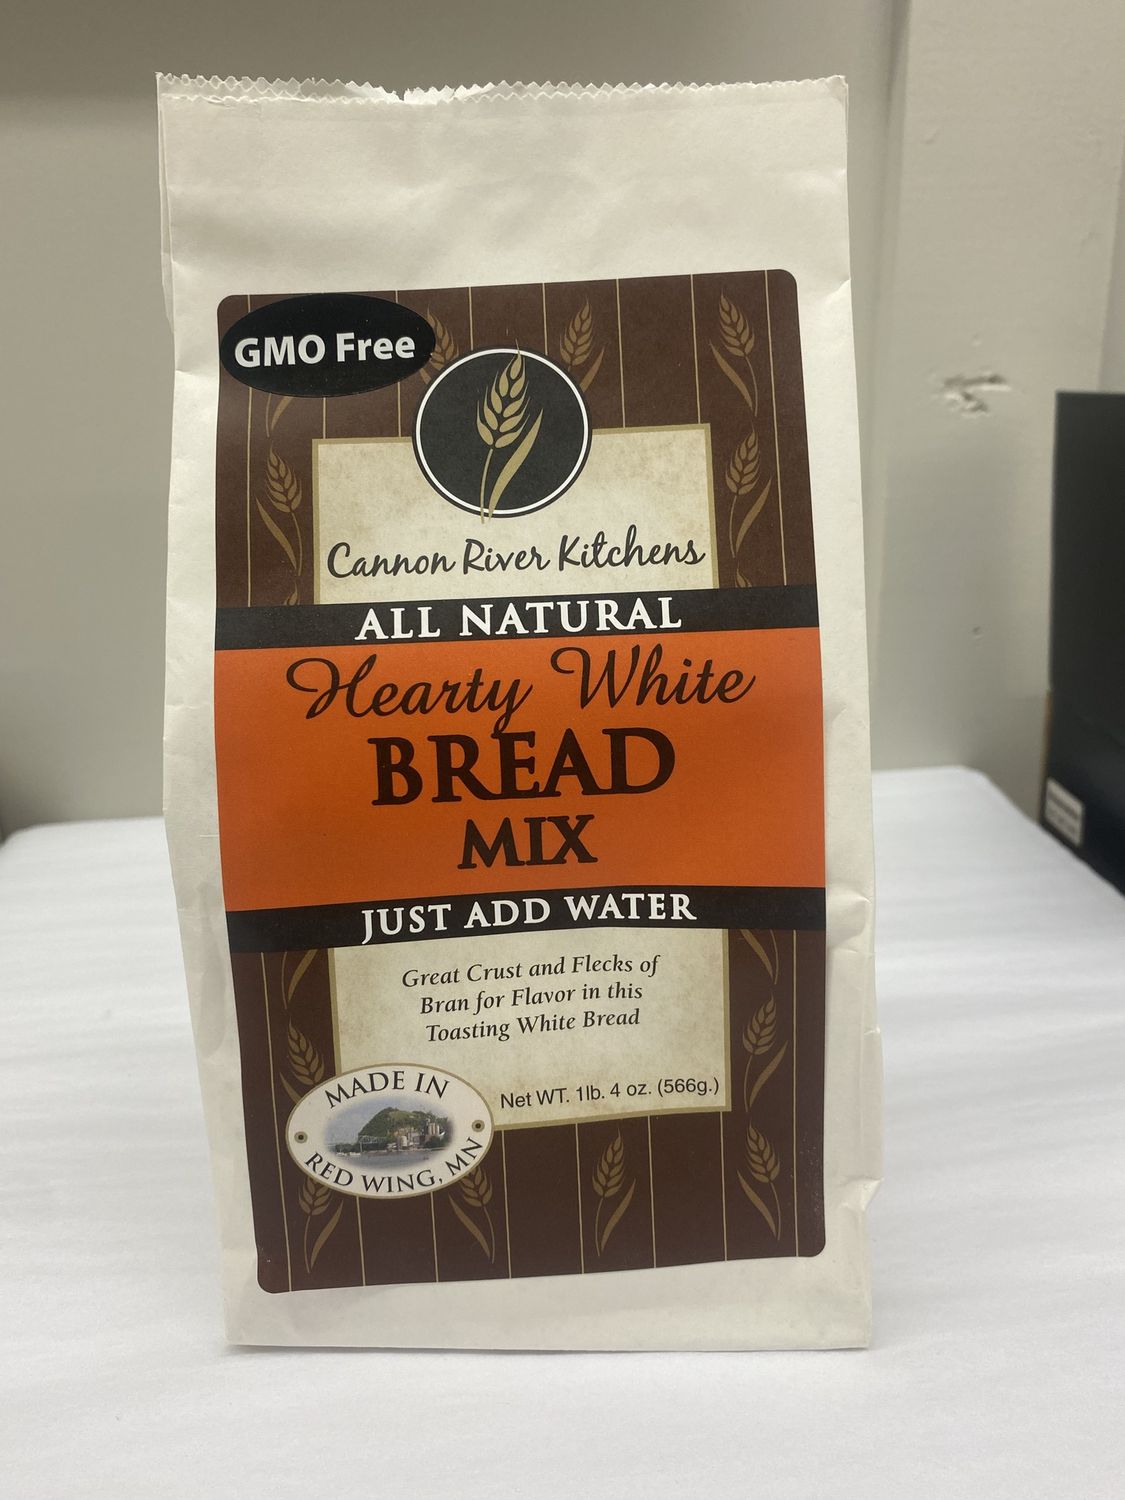 GMO Free
Cannon River Kitchens
ALL NATURAL
Hearty White
BREAD
MIX
JUST ADD WATER
Great Crust and Flecks of
Bran for Flavor in this
Toasting White Bread
Net WT. 1lb. 4 oz. (566g.)
MADE IN
RED WING, MN